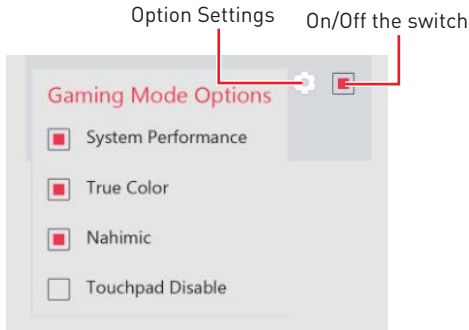 Option Settings
On/Off the switch
Gaming Mode Options
System Performance
True Color
Nahimic
Touchpad Disable